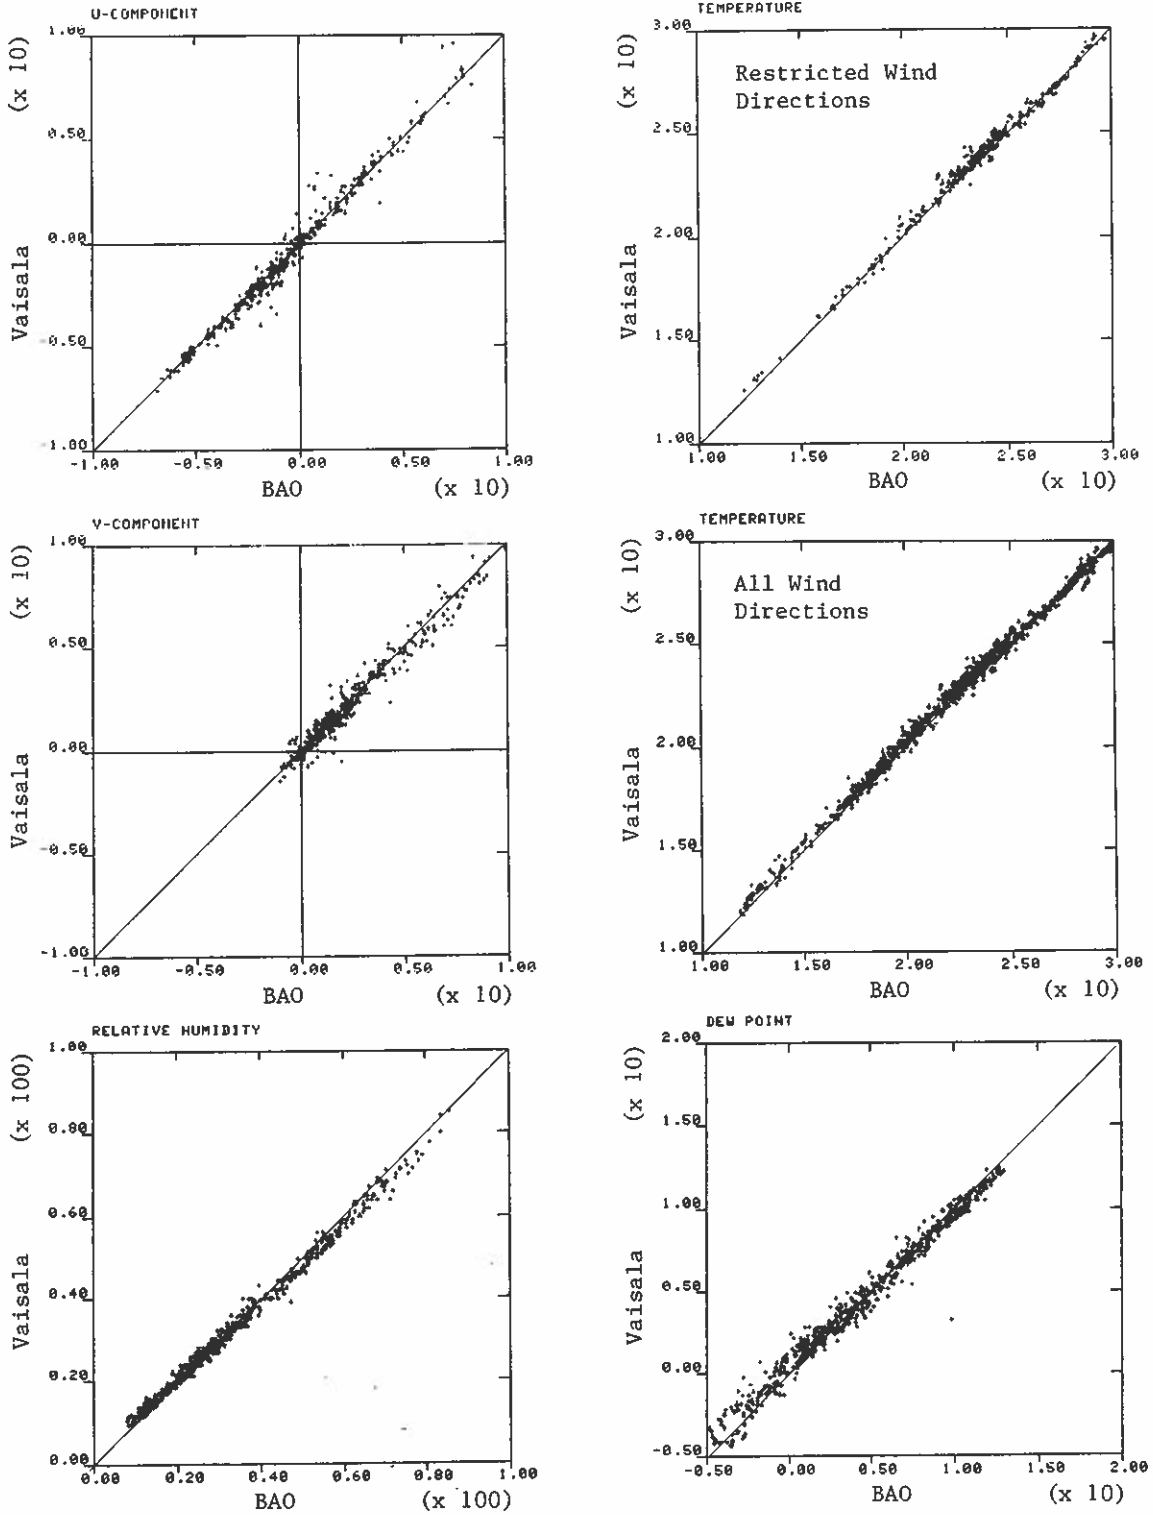 U-COMPONENT
1.00
(x 10)
0.50
0.00
Vaisala
-0.50
-1.00
-1.00 -0.50 0.00 0.50 1.00
BAO (x 10)
TEMPERATURE
3.00
(x 10)
Restricted Wind
Directions
2.50
2.00
Vaisala
1.50
1.00
1.00 1.50 2.00 2.50 3.00
BAO (x 10)
V-COMPONENT
1.00
(x 10)
0.50
0.00
Vaisala
-0.50
-1.00
-1.00 -0.50 0.00 0.50 1.00
BAO (x 10)
TEMPERATURE
3.00
(x 10)
All Wind
Directions
2.50
2.00
Vaisala
1.50
1.00
1.00 1.50 2.00 2.50 3.00
BAO (x 10)
RELATIVE HUMIDITY
1.00
(x 100)
0.80
0.60
Vaisala
0.40
0.20
0.00
0.00 0.20 0.40 0.60 0.80 1.00
BAO (x 100)
DEW POINT
2.00
(x 10)
1.50
1.00
Vaisala
0.50
0.00
-0.50
-0.50 0.00 0.50 1.00 1.50 2.00
BAO (x 10)